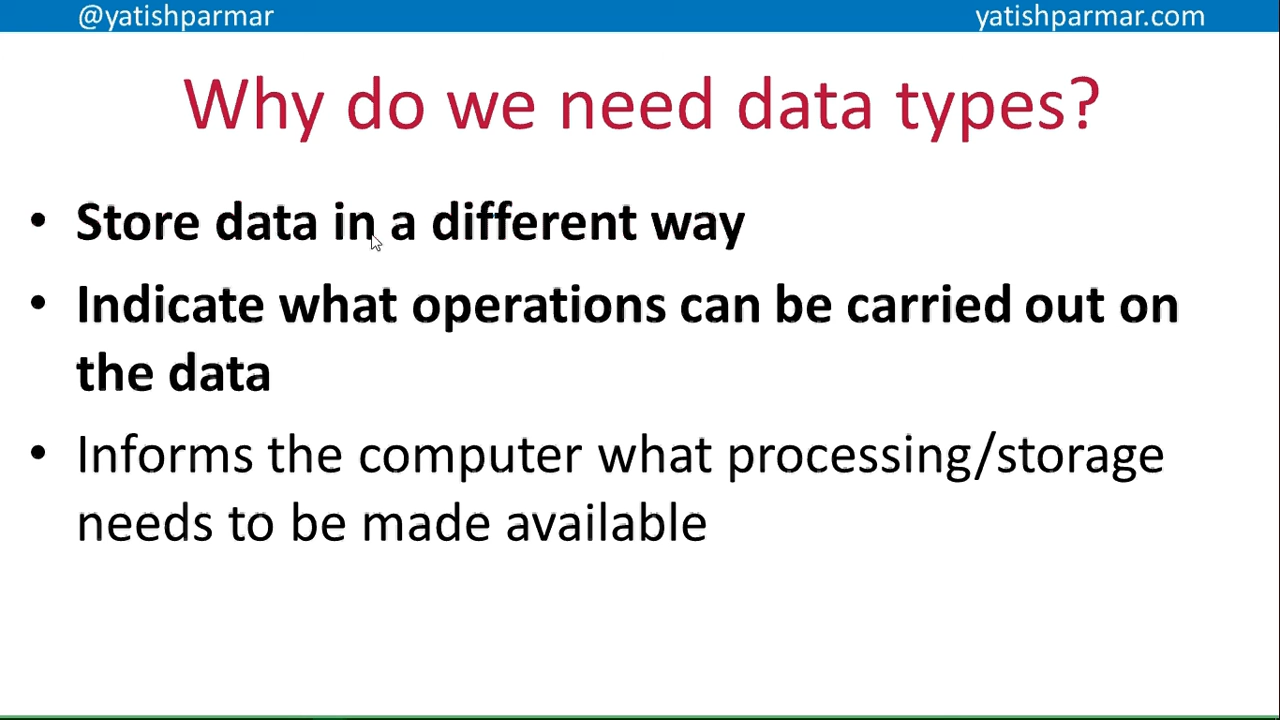 @yatishparmar
yatishparmar.com
Why do we need data types?
• Store data in a different way
• Indicate what operations can be carried out on
the data
• Informs the computer what processing/storage
needs to be made available